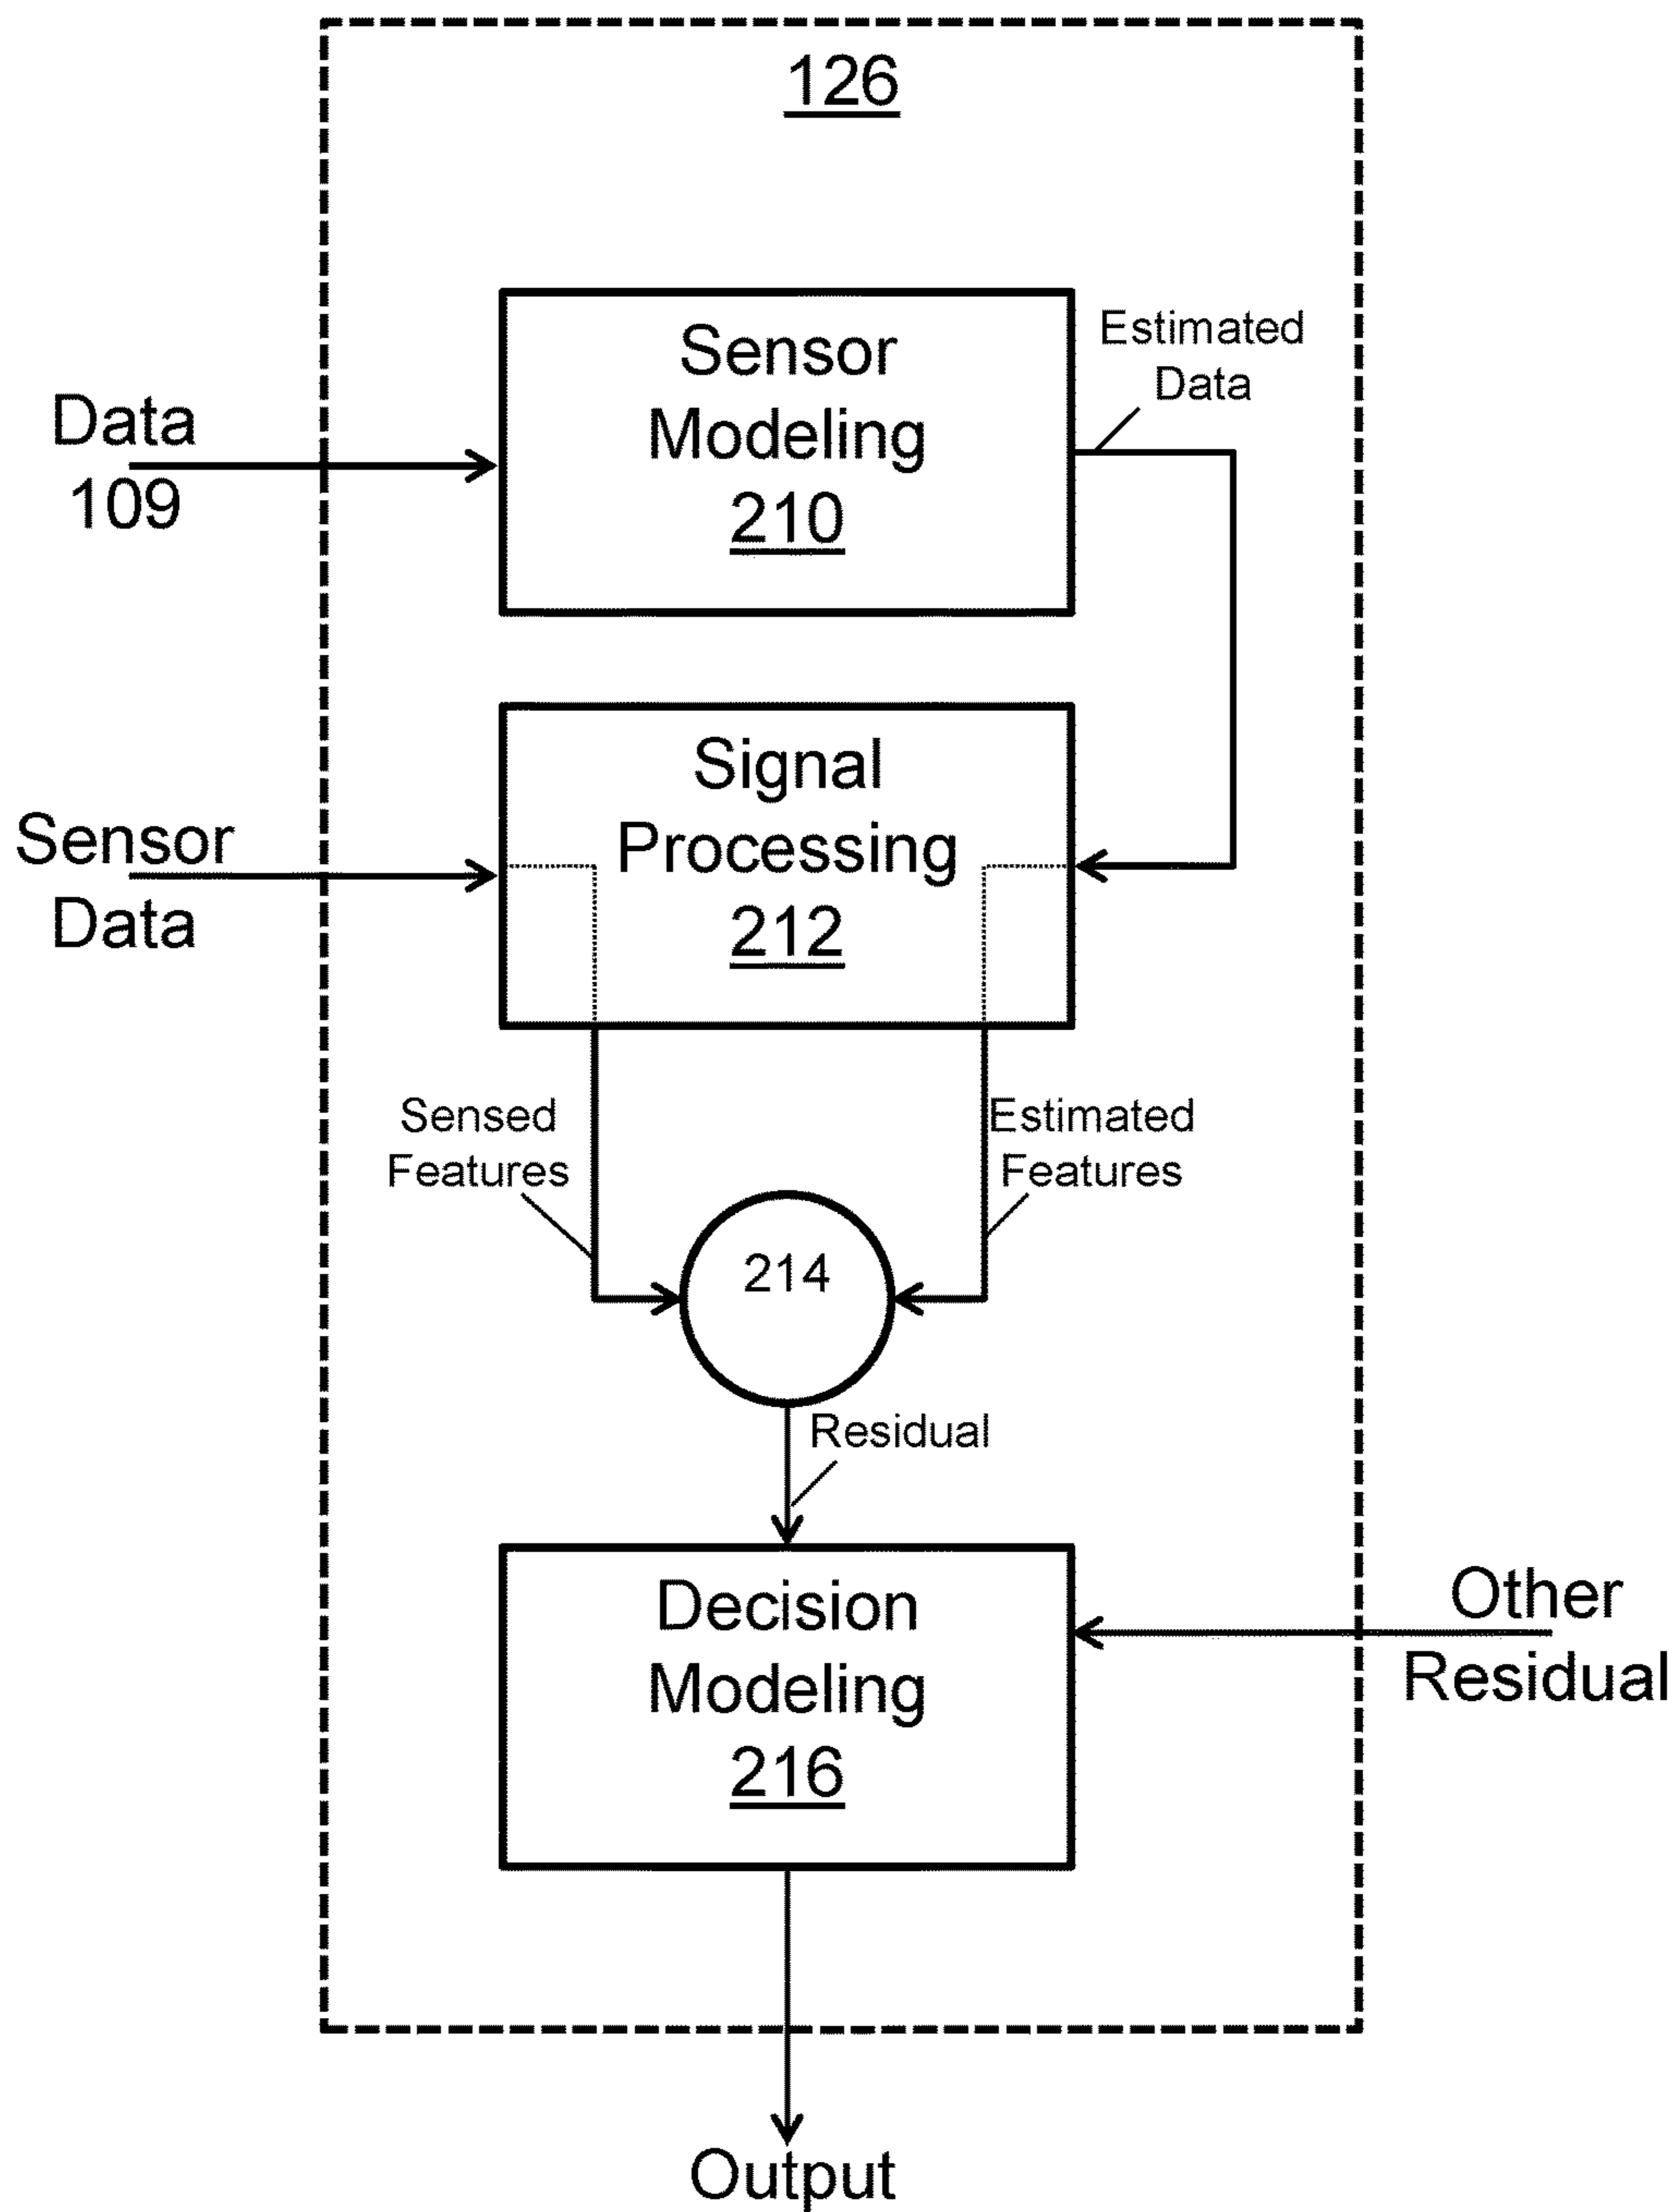 126
Sensor
Modeling
210
Estimated
Data
Data
109
Signal
Processing
212
Sensor
Data
Sensed
Features
Estimated
Features
214
Residual
Decision
Modeling
216
Other
Residual
Output